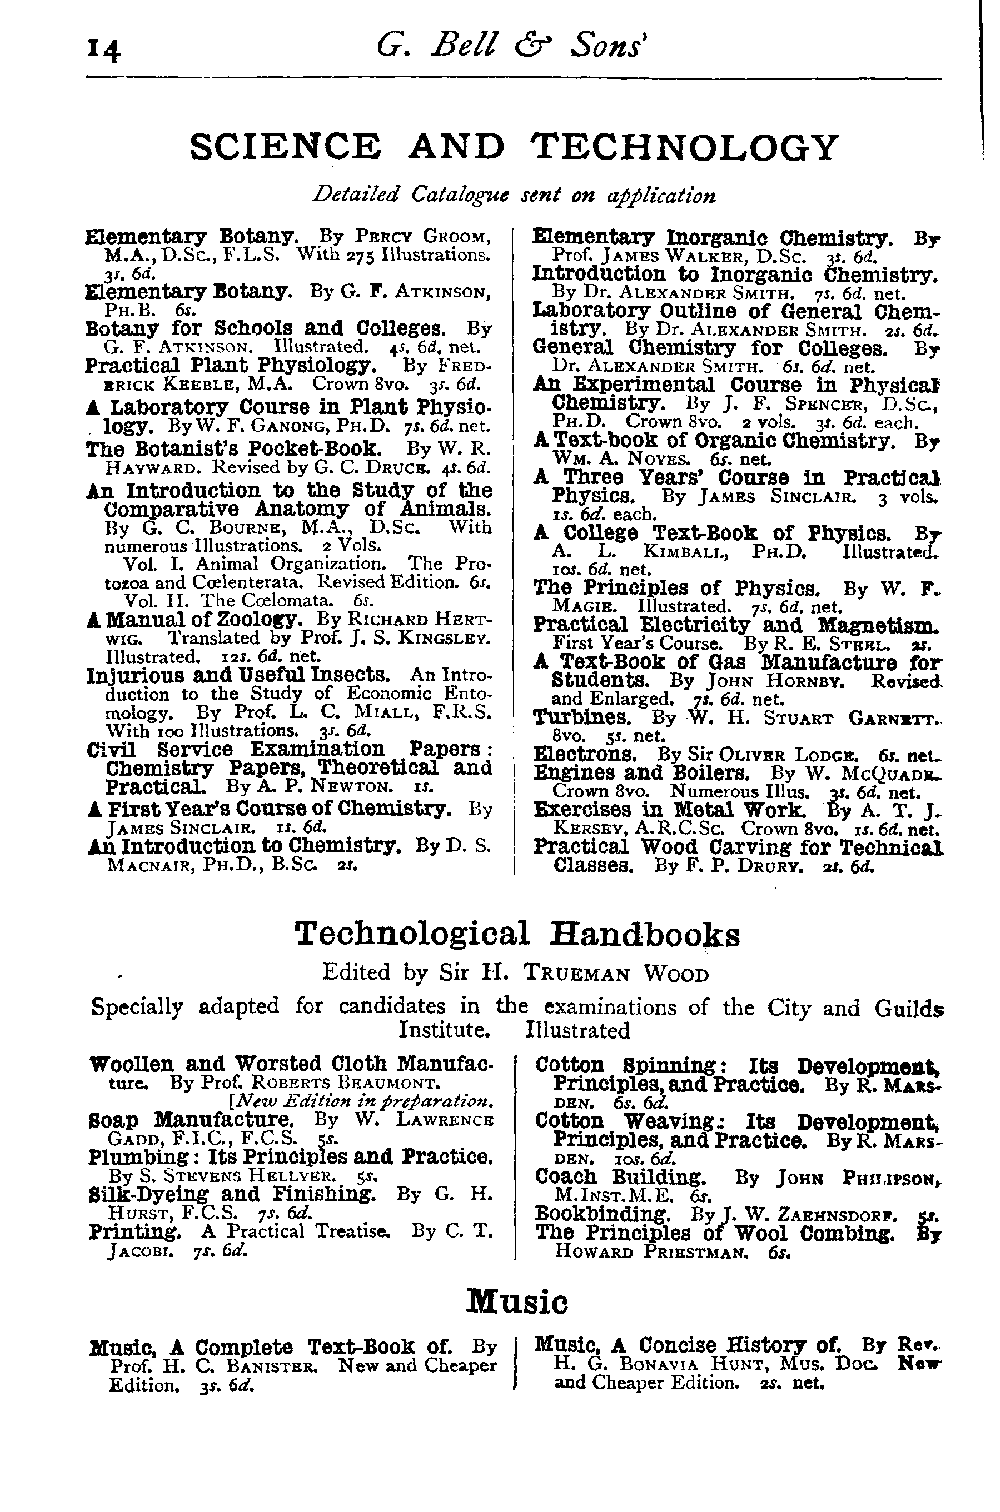 14 G. Bell & Sons'
SCIENCE AND TECHNOLOGY
Detailed Catalogue sent on application
Elementary Botany. By PERCY GROOM,
M.A., D.Sc., F.L.S. With 275 Illustrations.
3s. 6d.
Elementary Botany. By G. F. ATKINSON,
PH.B. 6s.
Botany for Schools and Colleges. By
G. F. ATKINSON. Illustrated. 4s. 6d. net.
Practical Plant Physiology. By FRED-
ERICK KEEBLE, M.A. Crown 8vo. 3s. 6d.
A Laboratory Course in Plant Physio-
logy. By W. F. GANONG, PH.D. 7s. 6d. net.
The Botanist's Pocket-Book. By W. R.
HAYWARD. Revised by G. C. DRUCE. 4s. 6d.
An Introduction to the Study of the
Comparative Anatomy of Animals.
By G. C. BOURNE, M.A., D.Sc. With
numerous Illustrations. 2 Vols.
Vol. I. Animal Organization. The Pro-
tozoa and Cœlenterata. Revised Edition. 6s.
Vol. II. The Cœlomata. 6s.
A Manual of Zoology. By RICHARD HERT-
WIG. Translated by Prof. J. S. KINGSLEY.
Illustrated. 12s. 6d. net.
Injurious and Useful Insects. An Intro-
duction to the Study of Economic Ento-
mology. By Prof. L. C. MIALL, F.R.S.
With 100 Illustrations. 3s. 6d.
Civil Service Examination Papers:
Chemistry Papers, Theoretical and
Practical. By A. P. NEWTON. 1s.
A First Year's Course of Chemistry. By
JAMES SINCLAIR. 1s. 6d.
An Introduction to Chemistry. By D. S.
MACNAIR, PH.D., B.Sc. 2s.
Elementary Inorganic Chemistry. By
Prof. JAMES WALKER, D.Sc. 3s. 6d.
Introduction to Inorganic Chemistry.
By Dr. ALEXANDER SMITH. 7s. 6d. net.
Laboratory Outline of General Chem-
istry. By Dr. ALEXANDER SMITH. 2s. 6d.
General Chemistry for Colleges. By
Dr. ALEXANDER SMITH. 6s. 6d. net.
An Experimental Course in Physical
Chemistry. By J. F. SPENCER, D.Sc.,
PH.D. Crown 8vo. 2 vols. 3s. 6d. each.
A Text-book of Organic Chemistry. By
WM. A. NOYES. 6s. net.
A Three Years' Course in Practical
Physics. By JAMES SINCLAIR. 3 vols.
1s. 6d. each.
A College Text-Book of Physics. By
A. L. KIMBALL, PH.D. Illustrated.
10s. 6d. net.
The Principles of Physics. By W. F.
MAGIE. Illustrated. 7s. 6d. net.
Practical Electricity and Magnetism.
First Year's Course. By R. E. STEEL. 2s.
A Text-Book of Gas Manufacture for
Students. By JOHN HORNBY. Revised
and Enlarged. 7s. 6d. net.
Turbines. By W. H. STUART GARNETT.
8vo. 5s. net.
Electrons. By Sir OLIVER LODGE. 6s. net.
Engines and Boilers. By W. MCQUADE.
Crown 8vo. Numerous Illus. 3s. 6d. net.
Exercises in Metal Work. By A. T. J.
KERSEY, A.R.C.Sc. Crown 8vo. 1s. 6d. net.
Practical Wood Carving for Technical
Classes. By F. P. DRURY. 2s. 6d.
Technological Handbooks
Edited by Sir H. TRUEMAN WOOD
Specially adapted for candidates in the examinations of the City and Guilds
Institute. Illustrated
Woollen and Worsted Cloth Manufac-
ture. By Prof. ROBERTS BEAUMONT.
[New Edition in preparation.
Soap Manufacture. By W. LAWRENCE
GADD, F.I.C., F.C.S. 5s.
Plumbing: Its Principles and Practice.
By S. STEVENS HELLYER. 5s.
Silk-Dyeing and Finishing. By G. H.
HURST, F.C.S. 7s. 6d.
Printing. A Practical Treatise. By C. T.
JACOBI. 7s. 6d.
Cotton Spinning: Its Development,
Principles, and Practice. By R. MARS-
DEN. 6s. 6d.
Cotton Weaving: Its Development,
Principles, and Practice. By R. MARS-
DEN. 10s. 6d.
Coach Building. By JOHN PHILIPSON,
M.INST.M.E. 6s.
Bookbinding. By J. W. ZAEHNSDORF. 5s.
The Principles of Wool Combing. By
HOWARD PRIESTMAN. 6s.
Music
Music, A Complete Text-Book of. By
Prof. H. C. BANISTER. New and Cheaper
Edition. 3s. 6d.
Music, A Concise History of. By Rev.
H. G. BONAVIA HUNT, Mus. Doc. New
and Cheaper Edition. 2s. net.